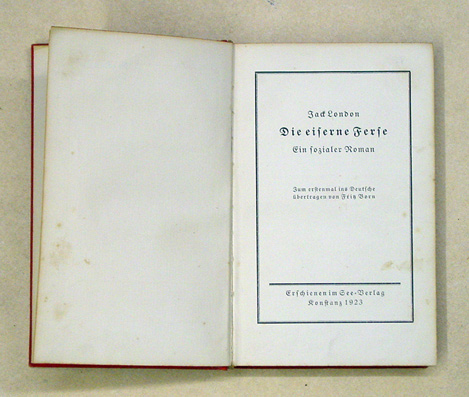 Jack London
Die eiserne Ferse
Ein sozialer Roman
Zum erstenmal ins Deutsche
übertragen von Fritz Born
Erschienen im See-Verlag
Konstanz 1923